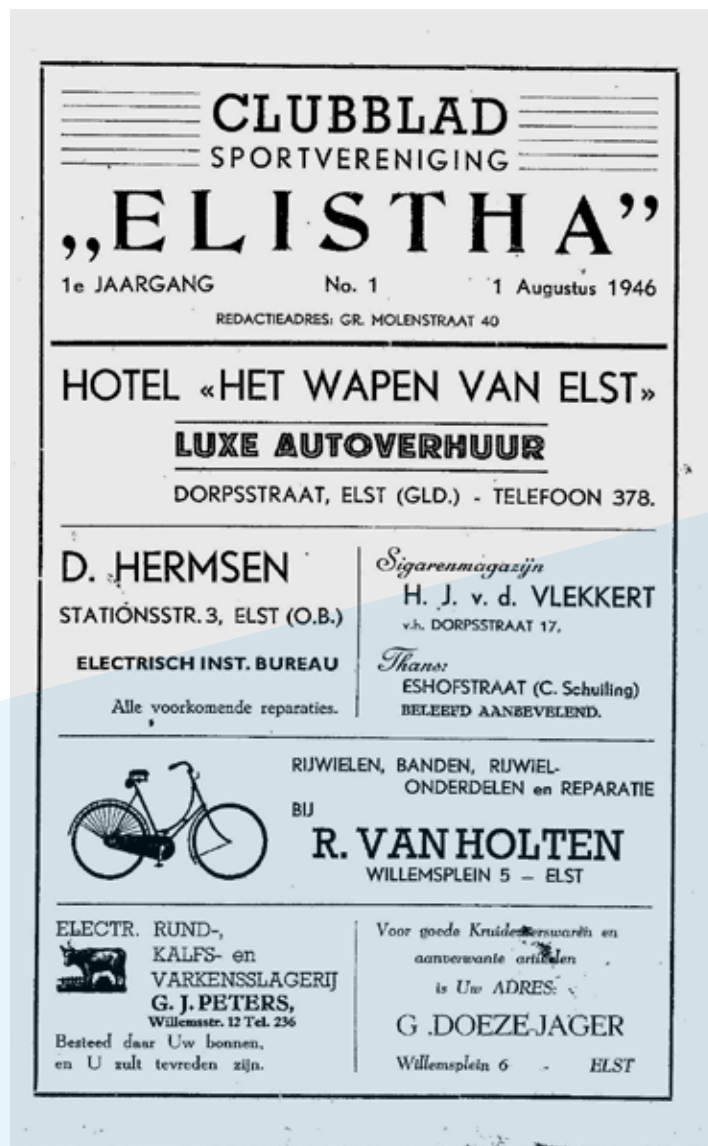 CLUBBLAD
SPORTVERENIGING
„ELISTHA”
1e JAARGANG No. 1 1 Augustus 1946
REDACTIEADRES: GR. MOLENSTRAAT 40
HOTEL «HET WAPEN VAN ELST»
LUXE AUTOVERHUUR
DORPSSTRAAT, ELST (GLD.) - TELEFOON 378.
D. HERMSEN
STATIONSSTR. 3, ELST (O.B.)
ELECTRISCH INST. BUREAU
Alle voorkomende reparaties.
Sigarenmagazijn
H. J. v. d. VLEKKERT
v.h. DORPSSTRAAT 17,
Thans:
ESHOFSTRAAT (C. Schuiling)
BELEEFD AANBEVELEND.
RIJWIELEN, BANDEN, RIJWIEL-
ONDERDELEN en REPARATIE
BIJ
R. VAN HOLTEN
WILLEMSPLEIN 5 — ELST
ELECTR. RUND-,
KALFS- en
VARKENSSLAGERIJ
G. J. PETERS,
Willemsstr. 12 Tel. 236
Besteed daar Uw bonnen,
en U zult tevreden zijn.
Voor goede Kruidenierswaren en
aanverwante artikelen
is Uw ADRES:
G .DOEZE-JAGER
Willemsplein 6 - ELST